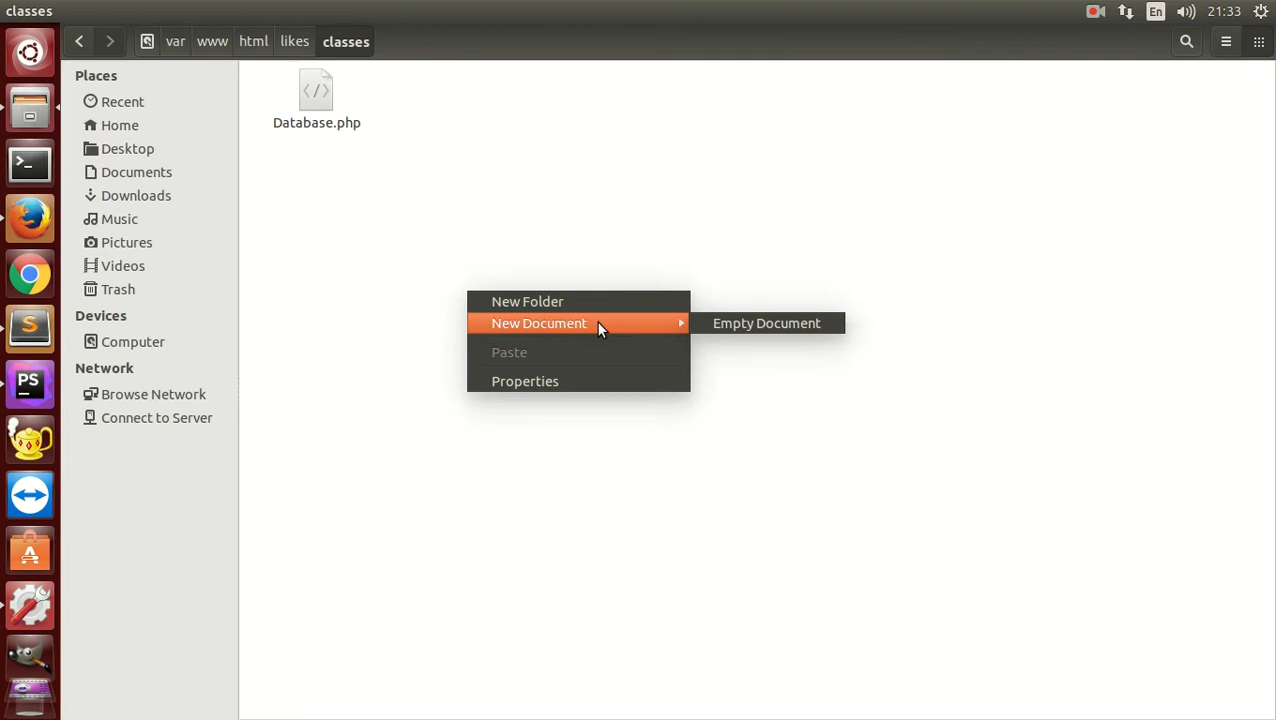 classes
En
21:33
var
www
html
likes
classes
Places
Recent
Home
Desktop
Documents
Downloads
Music
Pictures
Videos
Trash
Devices
Computer
Network
Browse Network
Connect to Server
</>
Database.php
New Folder
New Document
Empty Document
Paste
Properties
>_
S
PS
A